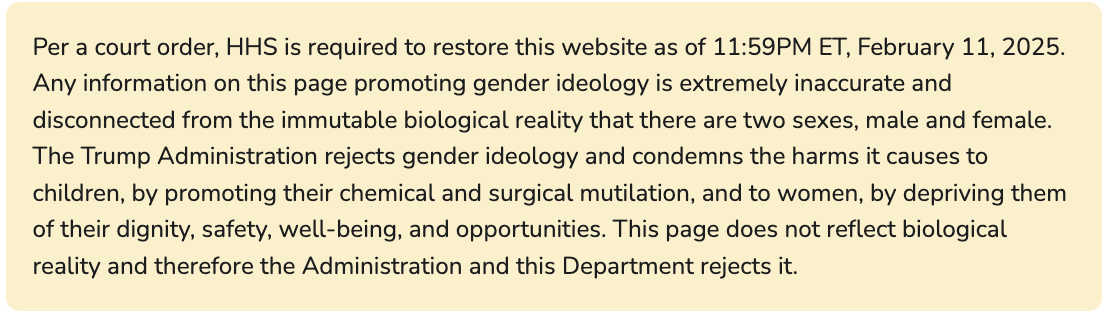 Per a court order, HHS is required to restore this website as of 11:59PM ET, February 11, 2025.
Any information on this page promoting gender ideology is extremely inaccurate and
disconnected from the immutable biological reality that there are two sexes, male and female.
The Trump Administration rejects gender ideology and condemns the harms it causes to
children, by promoting their chemical and surgical mutilation, and to women, by depriving them
of their dignity, safety, well-being, and opportunities. This page does not reflect biological
reality and therefore the Administration and this Department rejects it.